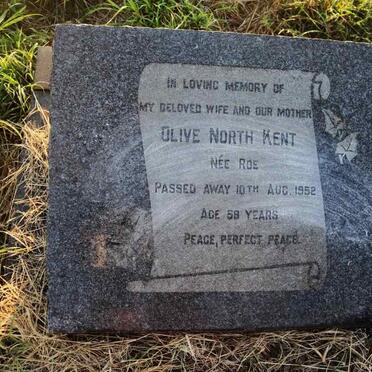 IN LOVING MEMORY OF
MY BELOVED WIFE AND OUR MOTHER
OLIVE NORTH KENT
NÉE ROE
PASSED AWAY 10TH AUG. 1952
AGE 58 YEARS
PEACE, PERFECT PEACE.